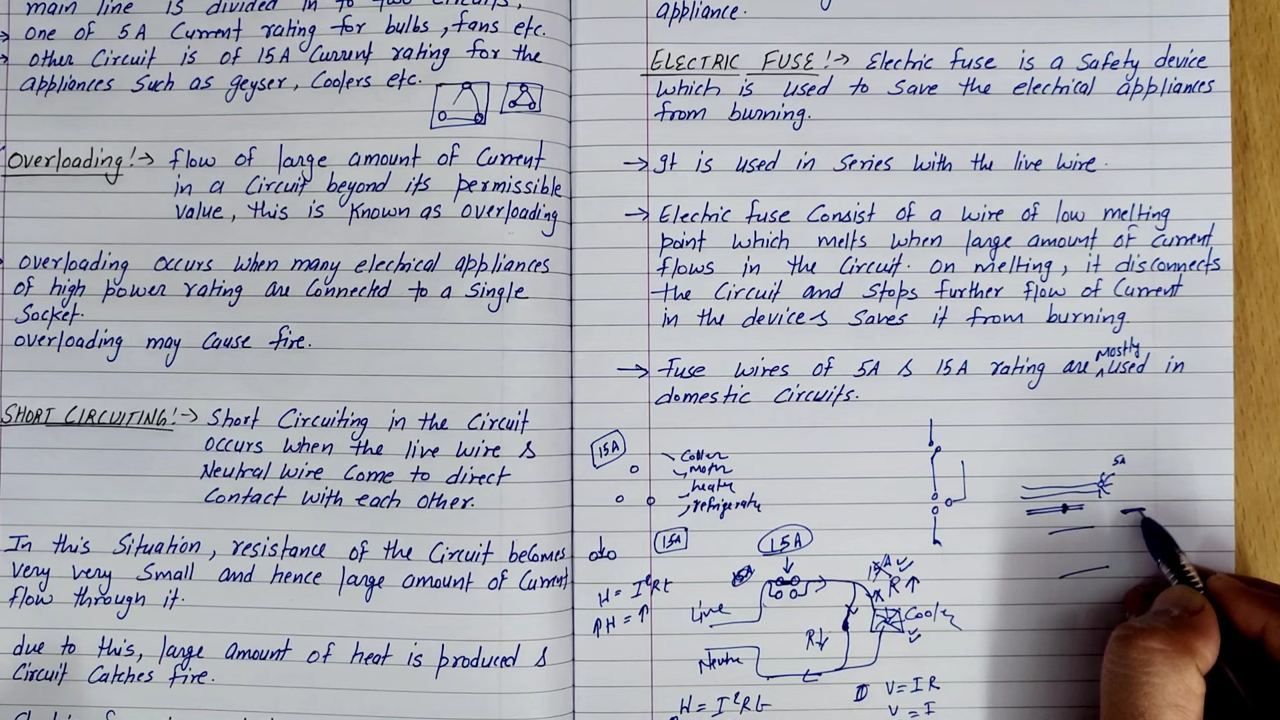 main line is divided in to two circuits,
→ one of 5 A Current rating for bulbs, fans etc.
→ other Circuit is of 15 A Current rating for the
appliances Such as geyser, Coolers etc.
Overloading!→ flow of large amount of Current
in a Circuit beyond its permissible
value, this is known as overloading
overloading occurs when many electrical appliances
of high power rating are Connected to a Single
Socket.
overloading may Cause fire.
SHORT CIRCUITING!→ Short Circuiting in the Circuit
occurs when the live wire &
Neutral wire Come to direct
Contact with each other.
In this Situation, resistance of the Circuit becomes
very very Small and hence large amount of Current
flow through it.
due to this, large amount of heat is produced &
Circuit Catches fire.
appliance.
ELECTRIC FUSE!→ Electric fuse is a Safety device
which is used to Save the electrical appliances
from burning.
→ It is used in Series with the live wire.
→ Electric fuse Consist of a wire of low melting
point which melts when large amount of Current
flows in the Circuit. On melting, it disconnects
the Circuit and Stops further flow of Current
in the device & Saves it from burning.
→ Fuse wires of 5A & 15A rating are Mostly used in
domestic Circuits.
15A
Cooler
Motor
heater
refrigerator
5A
15A
15A
H = I²Rt
↑H = ↑
Live
15A
R↑
Cooler
R↓
Neutral
H = I²Rt
V = IR
V = I